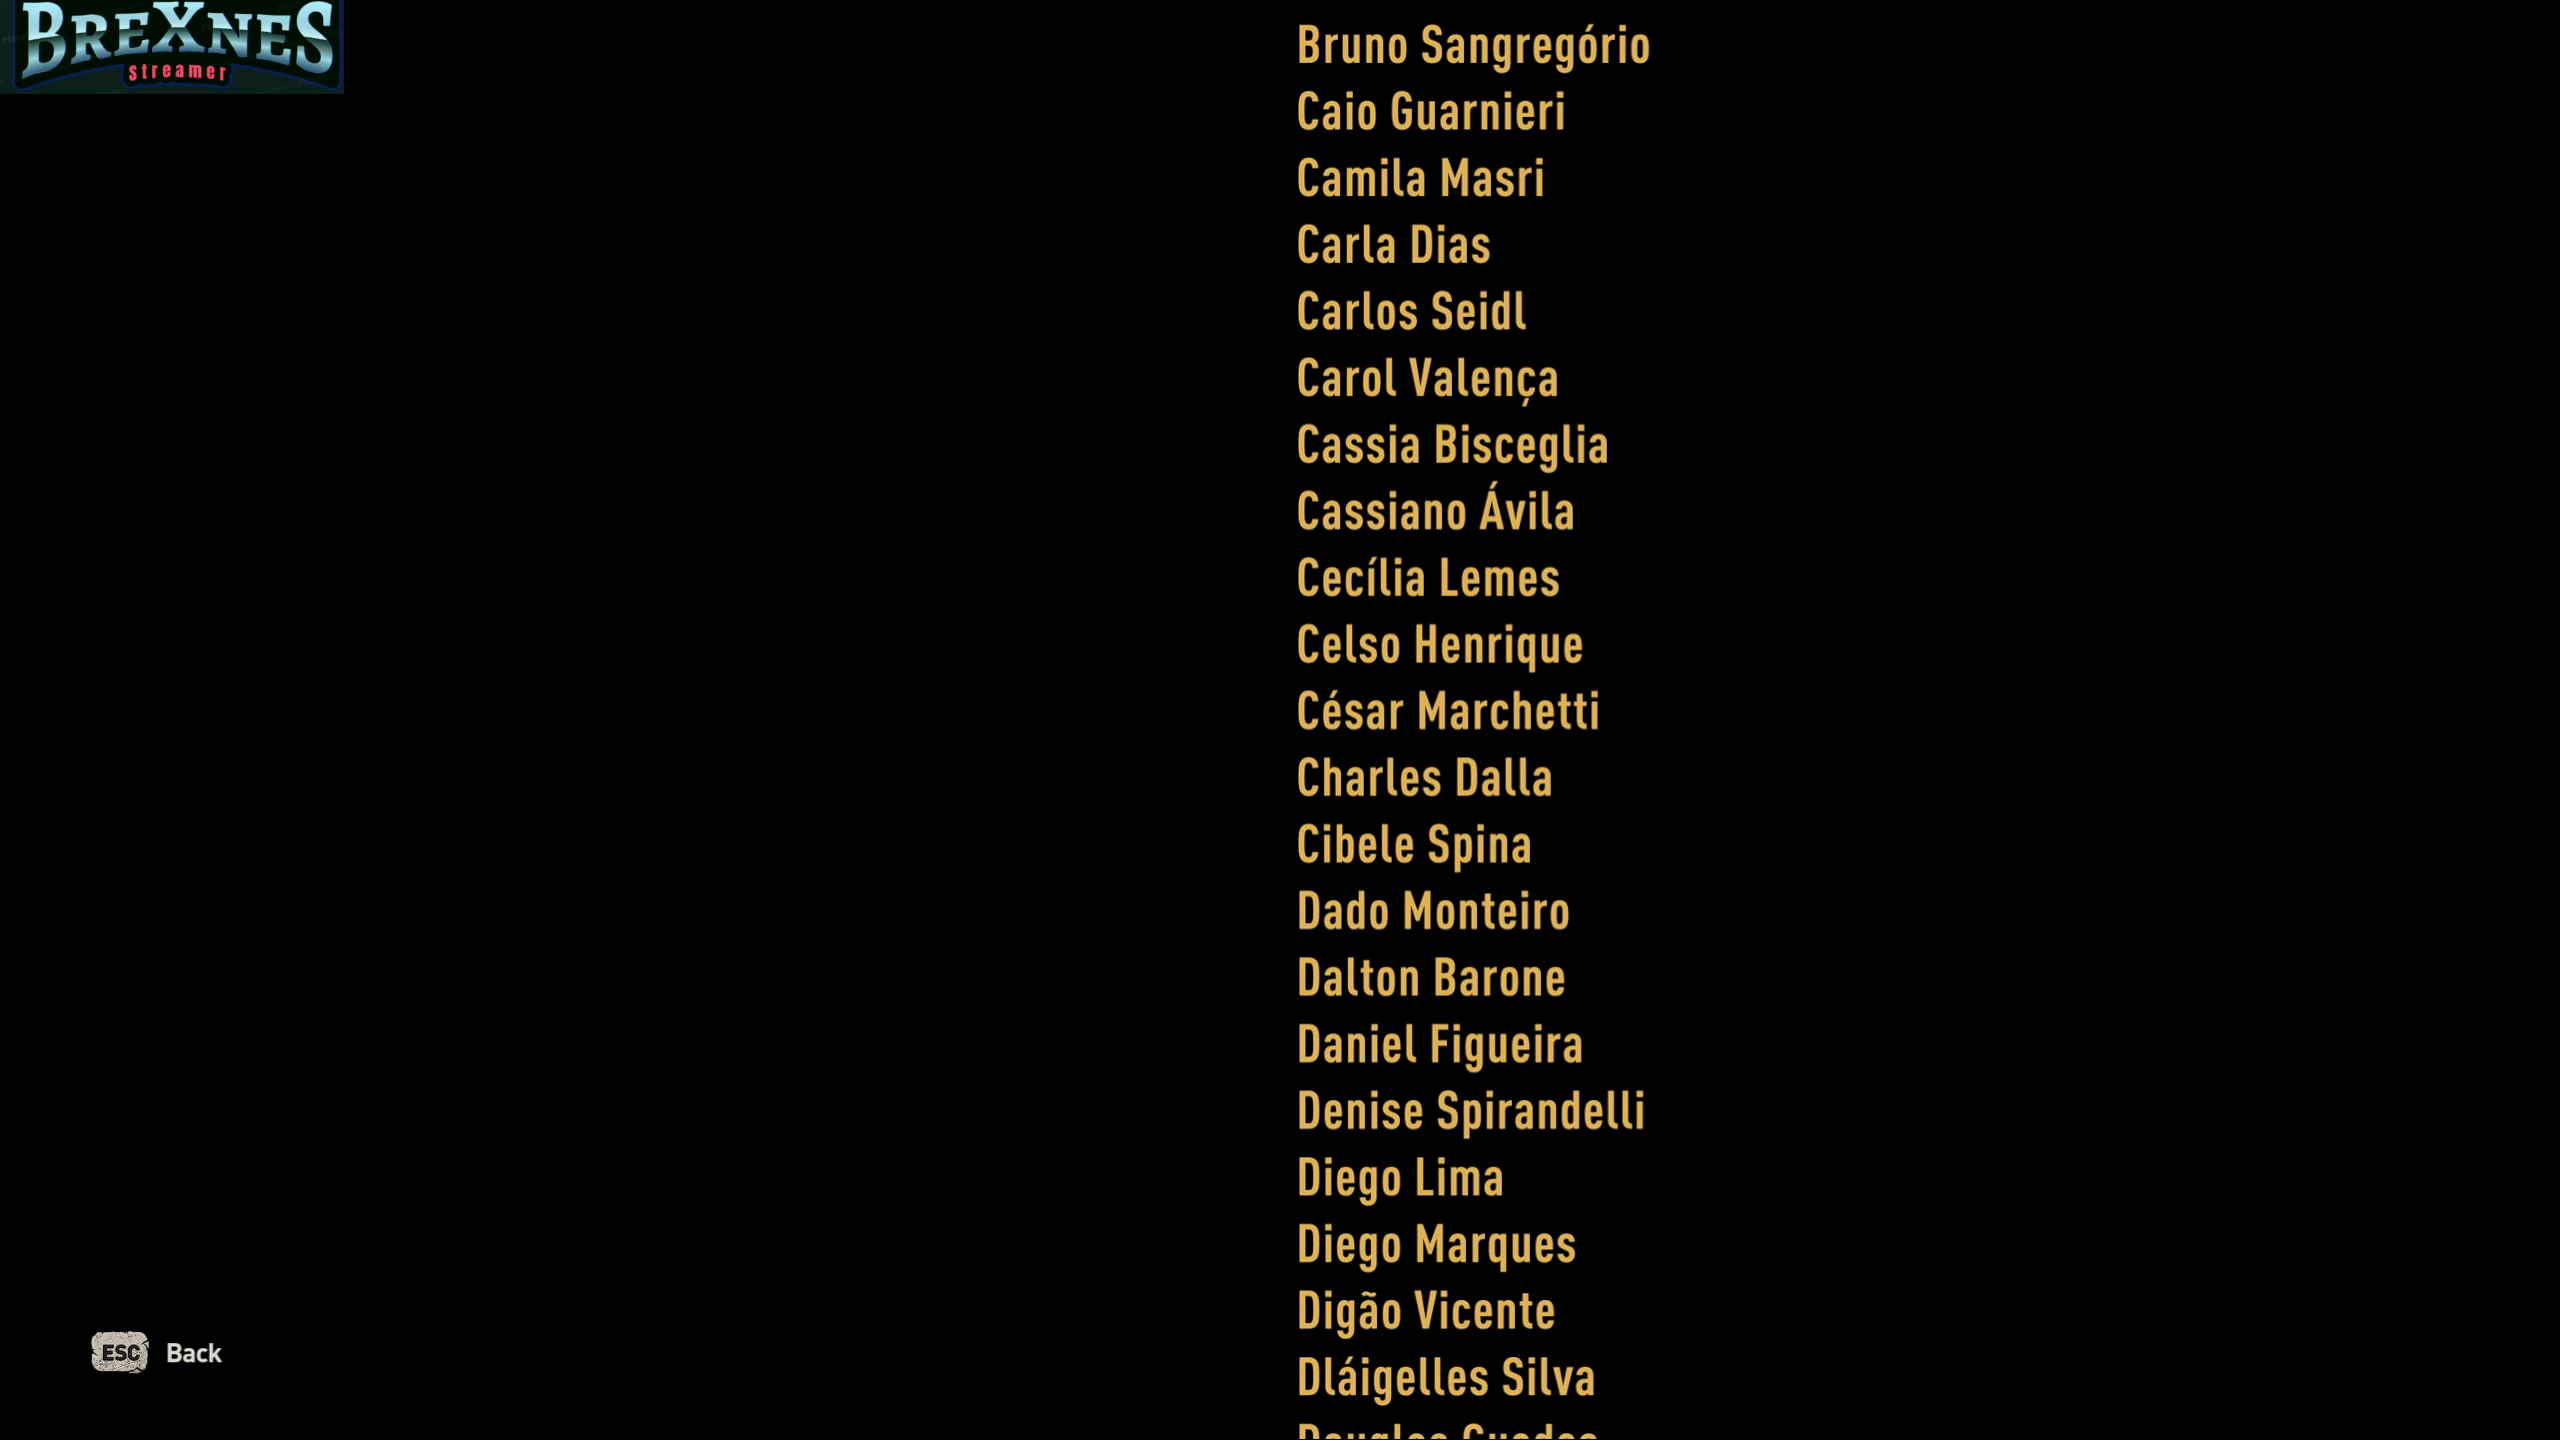 BREXNES
streamer
Bruno Sangregório
Caio Guarnieri
Camila Masri
Carla Dias
Carlos Seidl
Carol Valença
Cassia Bisceglia
Cassiano Ávila
Cecília Lemes
Celso Henrique
César Marchetti
Charles Dalla
Cibele Spina
Dado Monteiro
Dalton Barone
Daniel Figueira
Denise Spirandelli
Diego Lima
Diego Marques
Digão Vicente
Dláigelles Silva
ESC Back